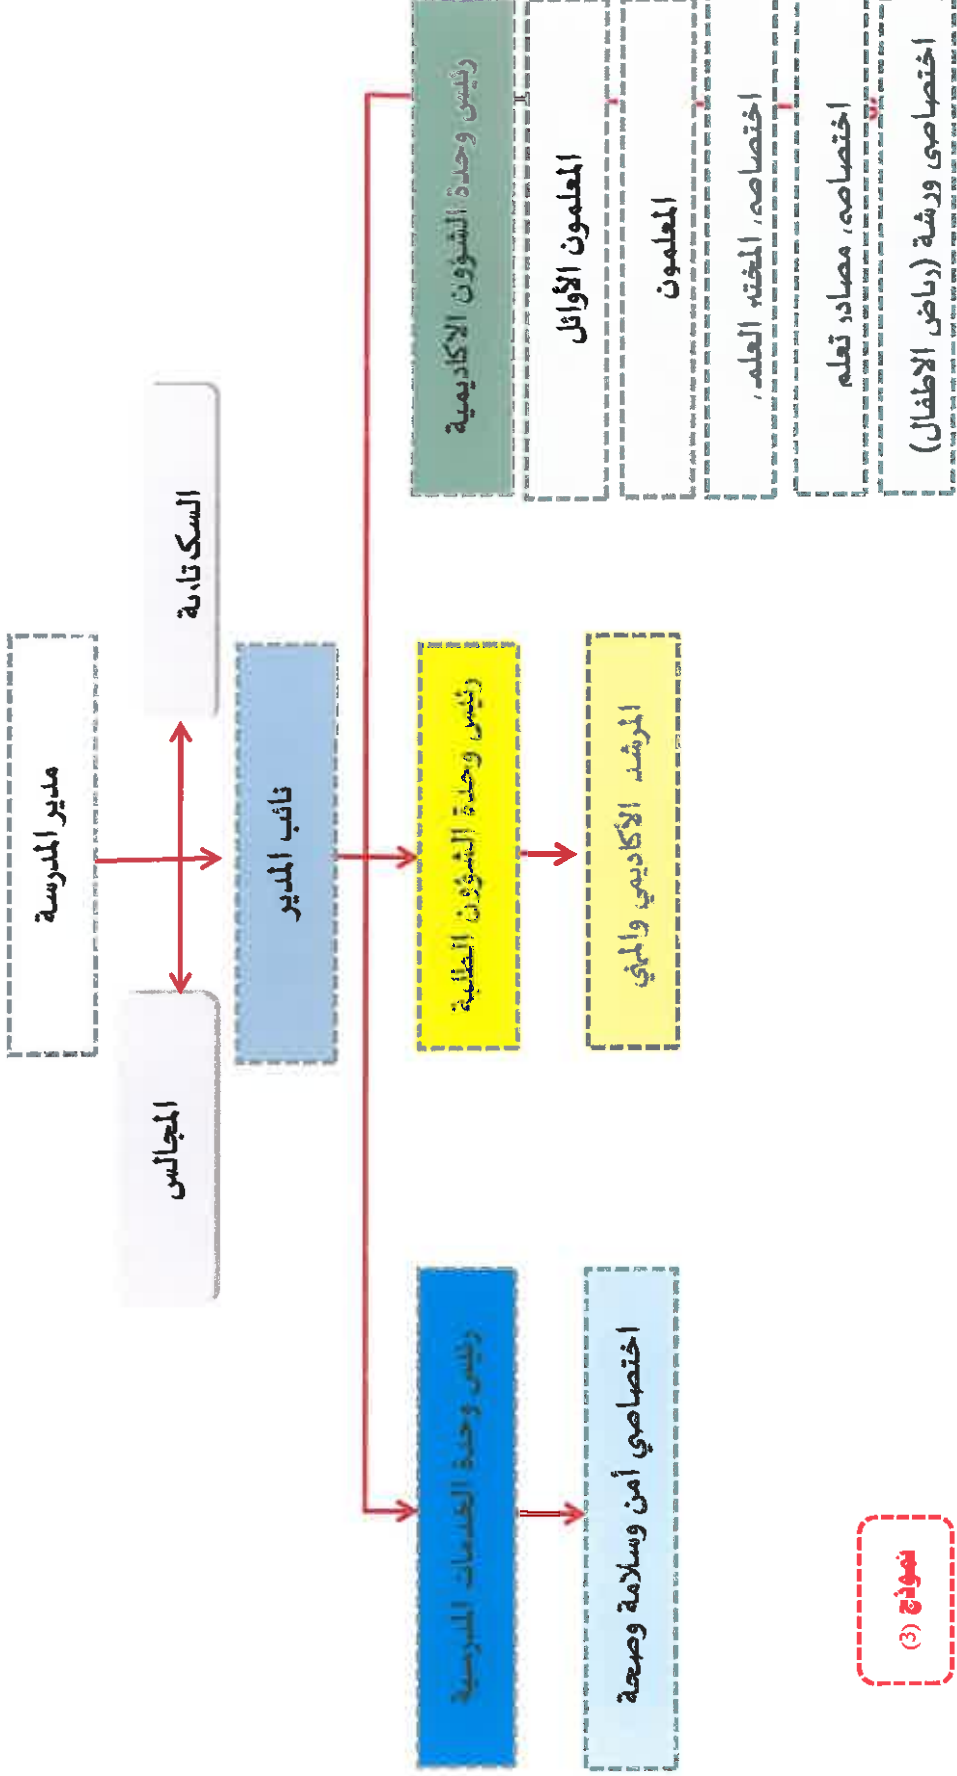 مدير المدرسة
السكرتارية
المجالس
نائب المدير
رئيس وحدة الشؤون الاكاديمية
المعلمون الأوائل
المعلمون
اختصاصي المختبر العلمي
اختصاصي مصادر تعلم
اختصاصي ورشة (رياض الاطفال)
رئيس وحدة الشؤون الطلابية
المرشد الأكاديمي والمهني
رئيس وحدة الخدمات المدرسية
اختصاصي أمن وسلامة وصحة
نموذج (3)